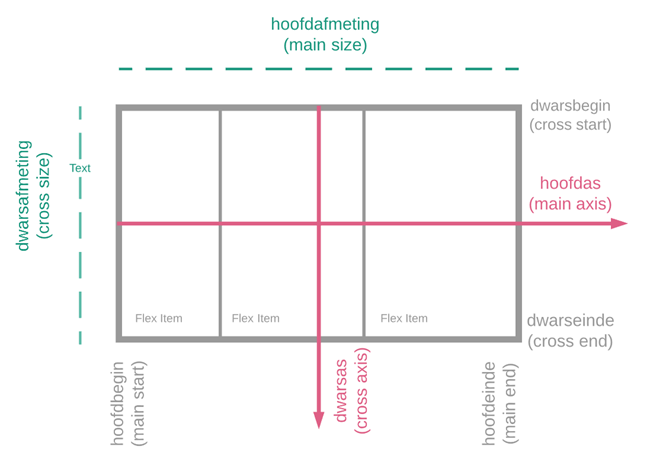 hoofdafmeting
(main size)
dwarsbegin
(cross start)
dwarsafmeting
(cross size)
Text
hoofdas
(main axis)
Flex Item
Flex Item
Flex Item
dwarseinde
(cross end)
hoofdbegin
(main start)
dwarsas
(cross axis)
hoofdeinde
(main end)